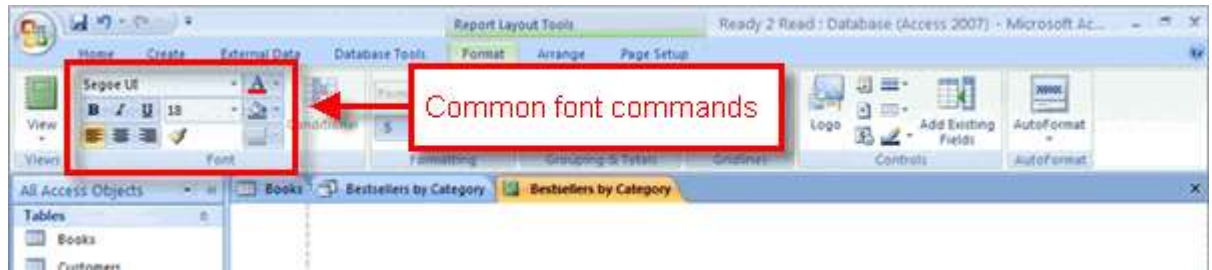 Report Layout Tools
Ready 2 Read : Database (Access 2007) - Microsoft Ac...
Home Create External Data Database Tools Format Arrange Page Setup
Segoe UI A
B I U 18
View
Common font commands
Logo
Add Existing Fields
AutoFormat
Views Font Formatting Grouping & Totals Gridlines Controls AutoFormat
All Access Objects
Books
Bestsellers by Category
Bestsellers by Category
Tables
Books
Customers